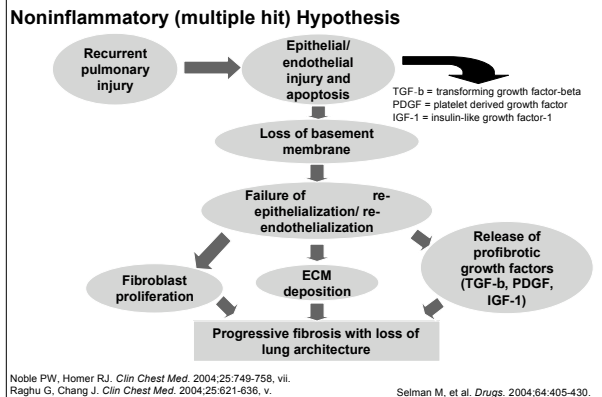 Noninflammatory (multiple hit) Hypothesis
Recurrent
pulmonary
injury
Epithelial/
endothelial
injury and
apoptosis
TGF-b = transforming growth factor-beta
PDGF = platelet derived growth factor
IGF-1 = insulin-like growth factor-1
Loss of basement
membrane
Failure of re-
epithelialization/ re-
endothelialization
Fibroblast
proliferation
ECM
deposition
Release of
profibrotic
growth factors
(TGF-b, PDGF,
IGF-1)
Progressive fibrosis with loss of
lung architecture
Noble PW, Homer RJ. Clin Chest Med. 2004;25:749-758, vii.
Raghu G, Chang J. Clin Chest Med. 2004;25:621-636, v.
Selman M, et al. Drugs. 2004;64:405-430.